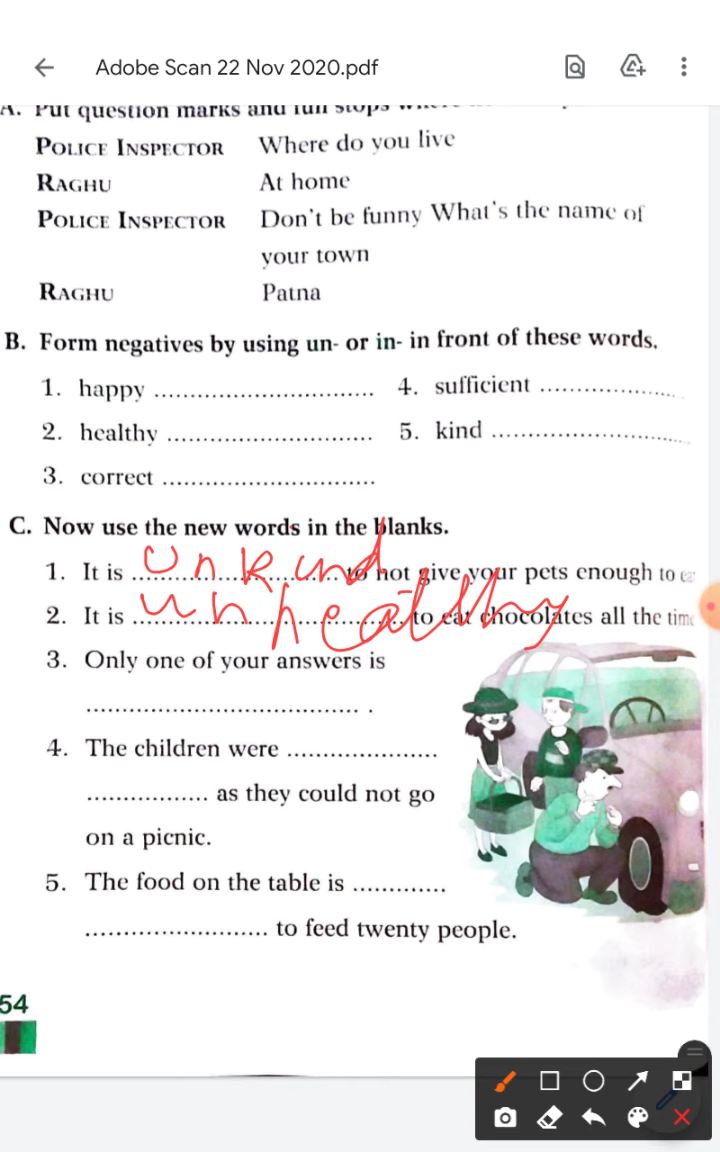 Adobe Scan 22 Nov 2020.pdf
A. Put question marks and full stops
POLICE INSPECTOR Where do you live
RAGHU At home
POLICE INSPECTOR Don't be funny What's the name of
your town
RAGHU Patna
B. Form negatives by using un- or in- in front of these words.
1. happy .............................. 4. sufficient ..................
2. healthy ............................ 5. kind ..........................
3. correct .............................
C. Now use the new words in the blanks.
1. It is unkind to not give your pets enough to
2. It is unhealthy to eat chocolates all the time
3. Only one of your answers is
..................................... .
4. The children were .....................
................. as they could not go
on a picnic.
5. The food on the table is .............
......................... to feed twenty people.
54